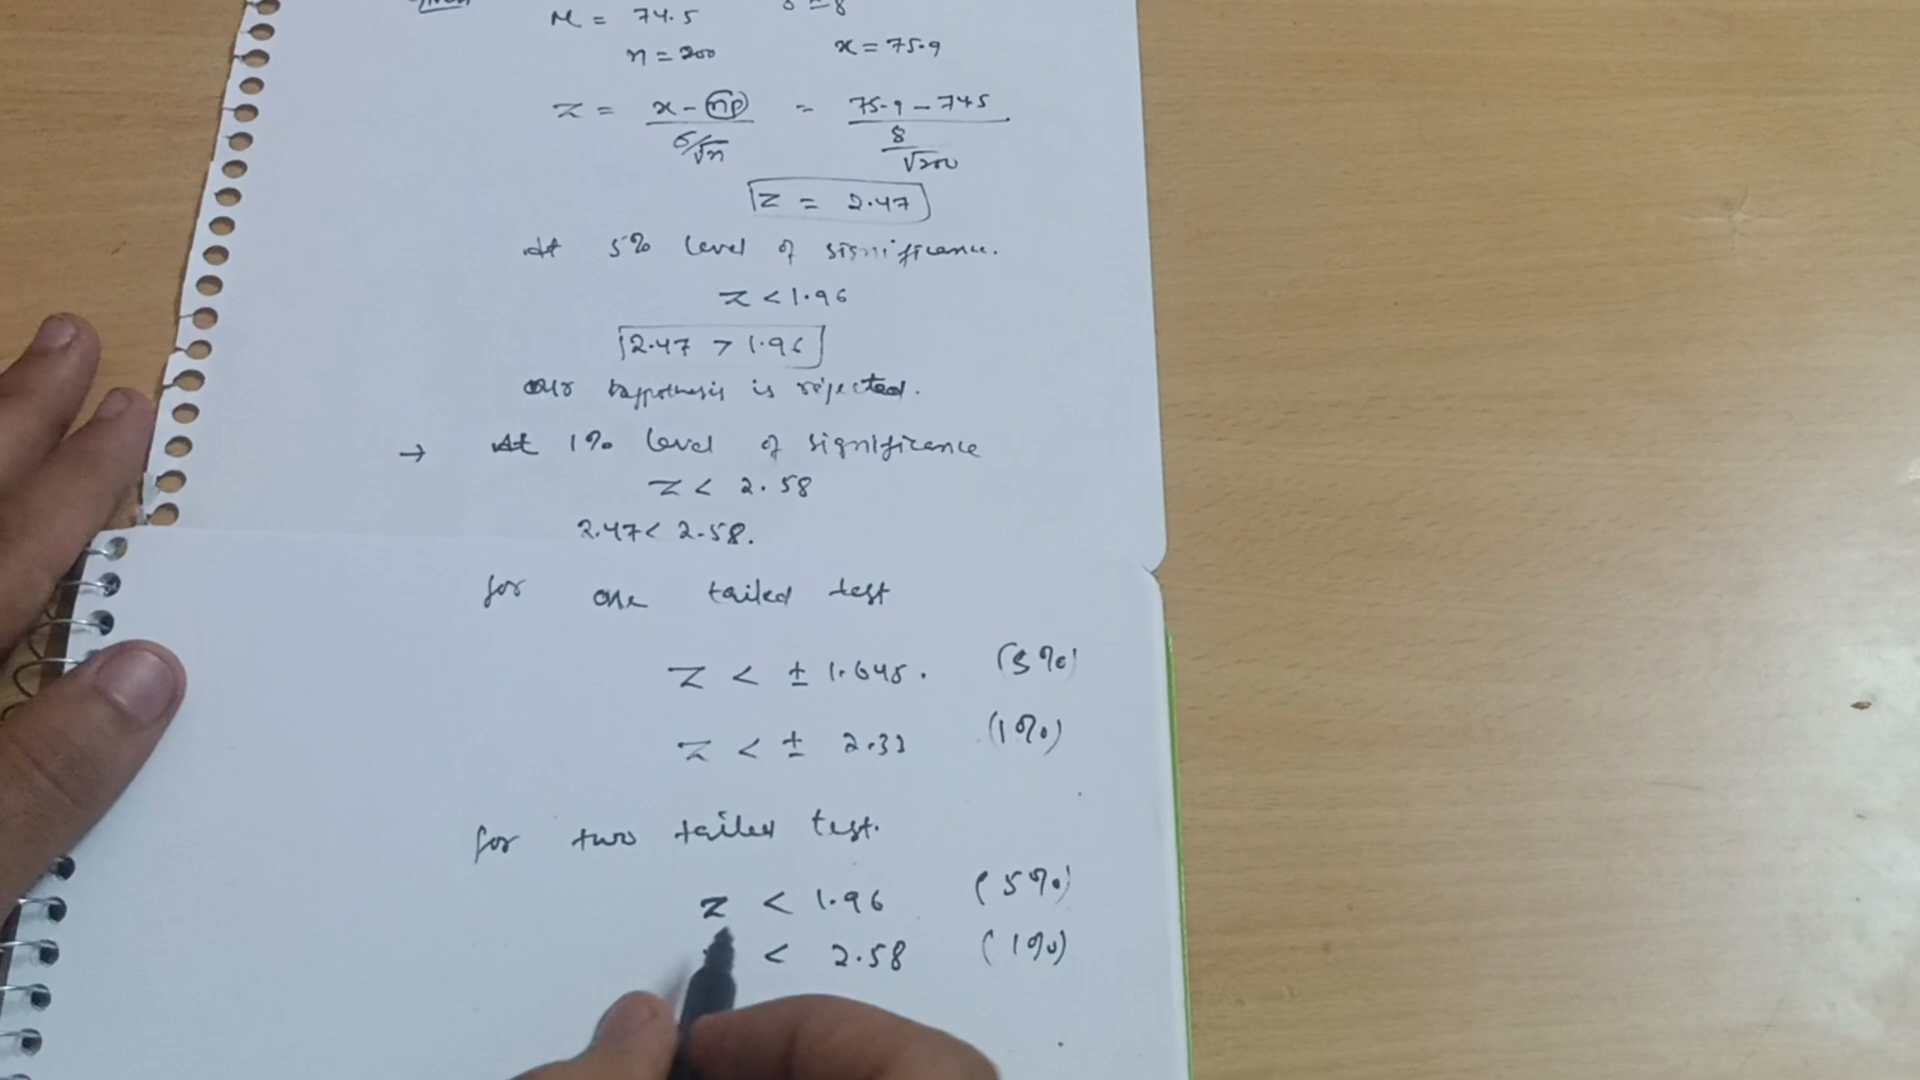 M = 74.5 σ = 8
n = 200 x = 75.9
z = x - np / σ/√n = 75.9 - 745 / 8/√200
z = 2.47
At 5% level of significance.
z < 1.96
2.47 > 1.96
our hypothesis is rejected.
→ At 1% level of significance
z < 2.58
2.47 < 2.58.
for one tailed test
z < ± 1.645. (5%)
z < ± 2.33 (1%)
for two tailed test.
z < 1.96 (5%)
< 2.58 (1%)